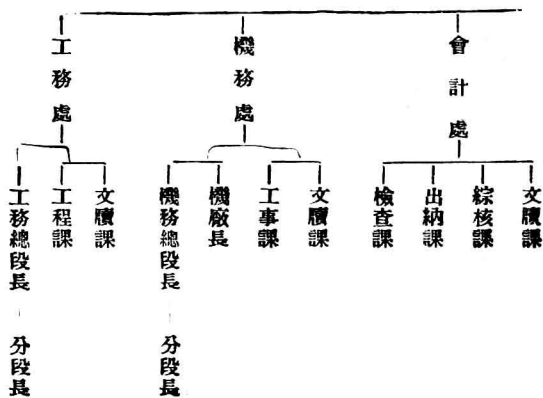 會計處
文牘課
綜核課
出納課
檢查課
機務處
文牘課
工事課
機廠長
機務總段長
分段長
工務處
文牘課
工程課
工務總段長
分段長